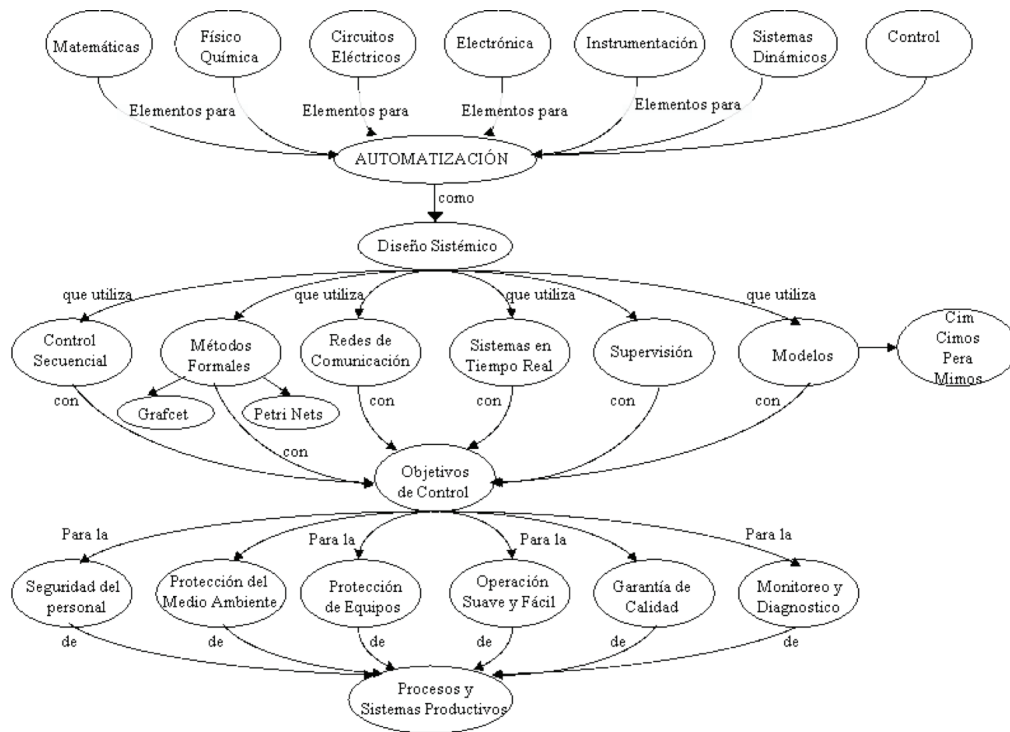 Matemáticas
Físico
Química
Circuitos
Eléctricos
Electrónica
Instrumentación
Sistemas
Dinámicos
Control
Elementos para
Elementos para
Elementos para
Elementos para
Elementos para
AUTOMATIZACIÓN
como
Diseño Sistémico
que utiliza
que utiliza
que utiliza
que utiliza
que utiliza
Control
Secuencial
Métodos
Formales
Redes de
Comunicación
Sistemas en
Tiempo Real
Supervisión
Modelos
Cim
Cimos
Pera
Mimos
con
Grafcet
Petri Nets
con
con
con
con
con
Objetivos
de Control
Para la
Para la
Para la
Para la
Seguridad del
personal
Protección del
Medio Ambiente
Protección
de Equipos
Operación
Suave y Fácil
Garantía de
Calidad
Monitoreo y
Diagnostico
de
de
de
de
de
de
Procesos y
Sistemas Productivos